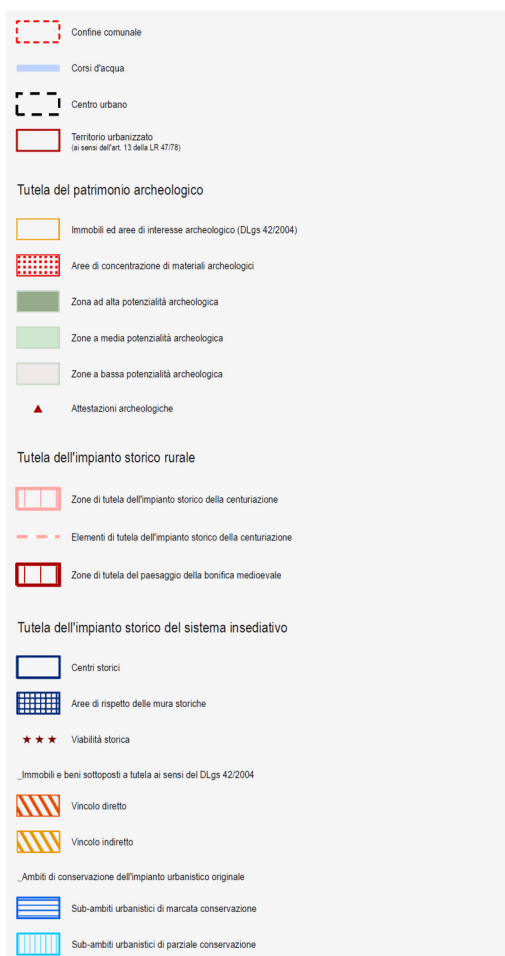 Confine comunale
Corsi d'acqua
Centro urbano
Territorio urbanizzato
(ai sensi dell'art. 13 della LR 47/78)
Tutela del patrimonio archeologico
Immobili ed aree di interesse archeologico (DLgs 42/2004)
Aree di concentrazione di materiali archeologici
Zona ad alta potenzialità archeologica
Zone a media potenzialità archeologica
Zone a bassa potenzialità archeologica
Attestazioni archeologiche
Tutela dell'impianto storico rurale
Zone di tutela dell'impianto storico della centuriazione
Elementi di tutela dell'impianto storico della centuriazione
Zone di tutela del paesaggio della bonifica medioevale
Tutela dell'impianto storico del sistema insediativo
Centri storici
Aree di rispetto delle mura storiche
Viabilità storica
_Immobili e beni sottoposti a tutela ai sensi del DLgs 42/2004
Vincolo diretto
Vincolo indiretto
_Ambiti di conservazione dell'impianto urbanistico originale
Sub-ambiti urbanistici di marcata conservazione
Sub-ambiti urbanistici di parziale conservazione